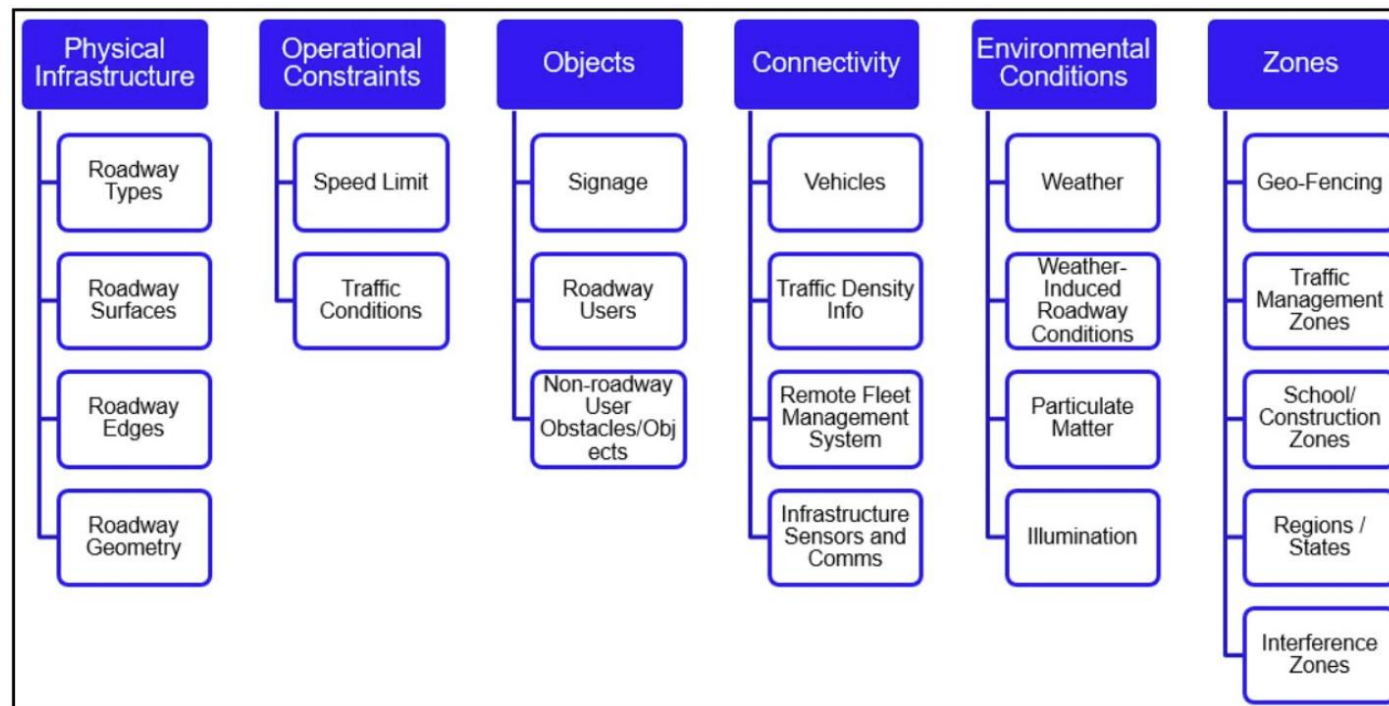 Physical
Infrastructure
Roadway
Types
Roadway
Surfaces
Roadway
Edges
Roadway
Geometry
Operational
Constraints
Speed Limit
Traffic
Conditions
Objects
Signage
Roadway
Users
Non-roadway
User
Obstacles/Obj
ects
Connectivity
Vehicles
Traffic Density
Info
Remote Fleet
Management
System
Infrastructure
Sensors and
Comms
Environmental
Conditions
Weather
Weather-
Induced
Roadway
Conditions
Particulate
Matter
Illumination
Zones
Geo-Fencing
Traffic
Management
Zones
School/
Construction
Zones
Regions /
States
Interference
Zones